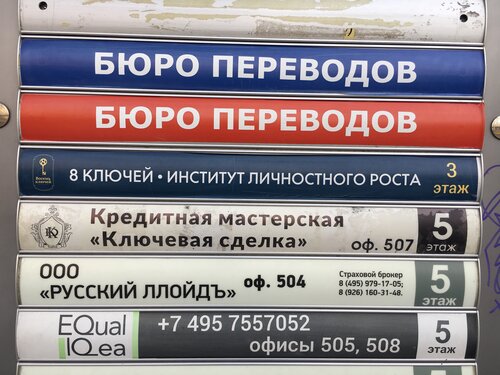 БЮРО ПЕРЕВОДОВ
БЮРО ПЕРЕВОДОВ
Восемь ключей
8 КЛЮЧЕЙ • ИНСТИТУТ ЛИЧНОСТНОГО РОСТА
3 этаж
Кредитная мастерская
«Ключевая сделка»
оф. 507
5 этаж
ООО
«РУССКИЙ ЛЛОЙДЪ»
оф. 504
Страховой брокер
8 (495) 979-17-05;
8 (926) 160-31-48.
5 этаж
EQual
IQea
+7 495 7557052
офисы 505, 508
5 этаж